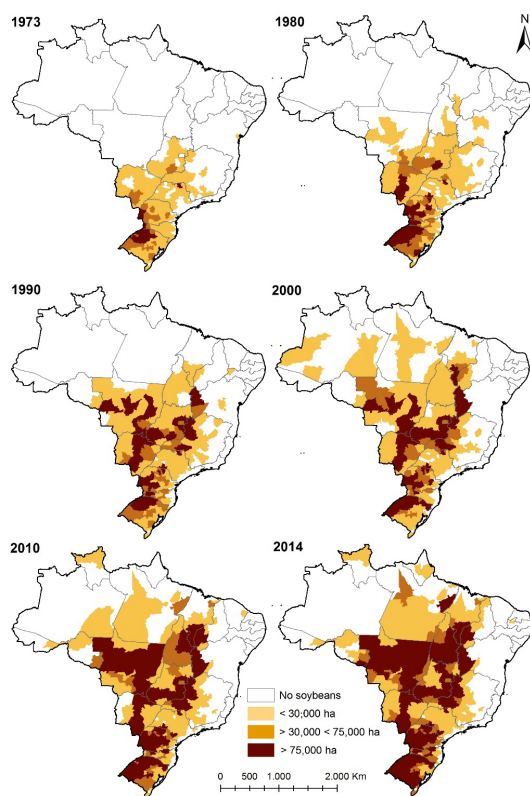 1973
1980
N
1990
2000
2010
2014
No soybeans
< 30;000 ha
> 30,000 < 75,000 ha
> 75,000 ha
0 500 1.000 2.000 Km